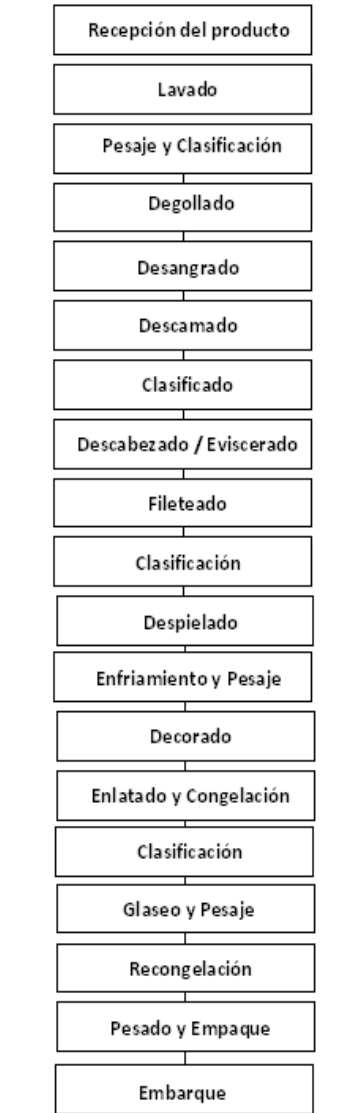 Recepción del producto
Lavado
Pesaje y Clasificación
Degollado
Desangrado
Descamado
Clasificado
Descabezado / Eviscerado
Fileteado
Clasificación
Despielado
Enfriamiento y Pesaje
Decorado
Enlatado y Congelación
Clasificación
Glaseo y Pesaje
Recongelación
Pesado y Empaque
Embarque